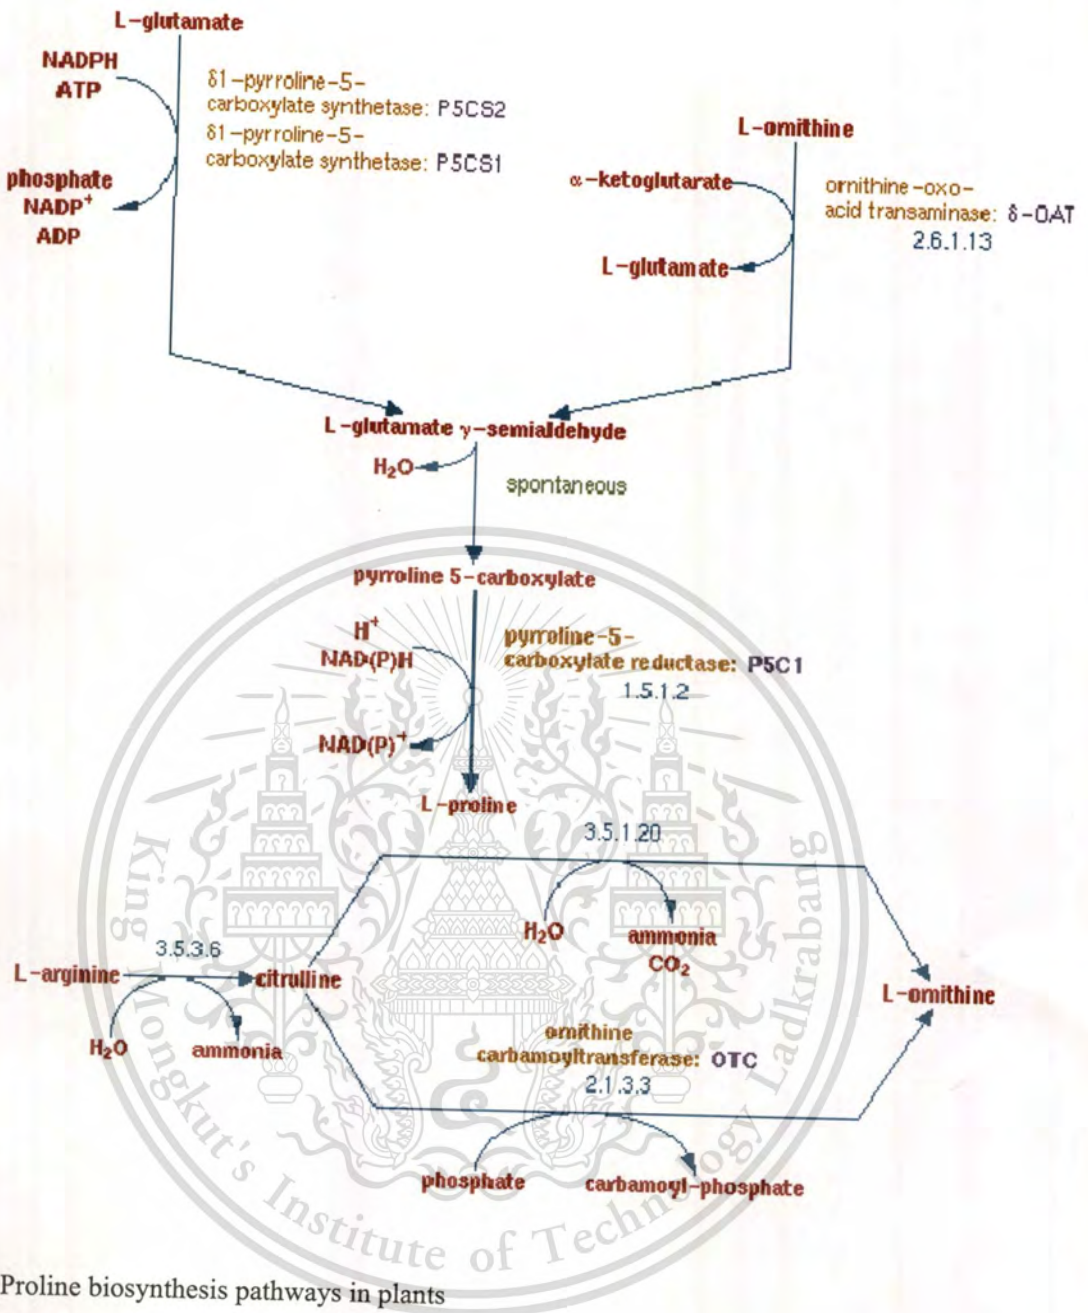 L-glutamate
NADPH
ATP
δ1-pyrroline-5-
carboxylate synthetase: P5CS2
δ1-pyrroline-5-
carboxylate synthetase: P5CS1
phosphate
NADP+
ADP
L-ornithine
α-ketoglutarate
ornithine-oxo-
acid transaminase: δ-OAT
2.6.1.13
L-glutamate
L-glutamate γ-semialdehyde
H₂O
spontaneous
pyrroline 5-carboxylate
H+
NAD(P)H
pyrroline-5-
carboxylate reductase: P5C1
1.5.1.2
NAD(P)+
L-proline
3.5.1.20
H₂O
ammonia
CO₂
3.5.3.6
L-arginine
citrulline
L-ornithine
H₂O
ammonia
ornithine
carbamoyltransferase: OTC
2.1.3.3
phosphate
carbamoyl-phosphate
King Mongkut's Institute of Technology Ladkrabang
Proline biosynthesis pathways in plants